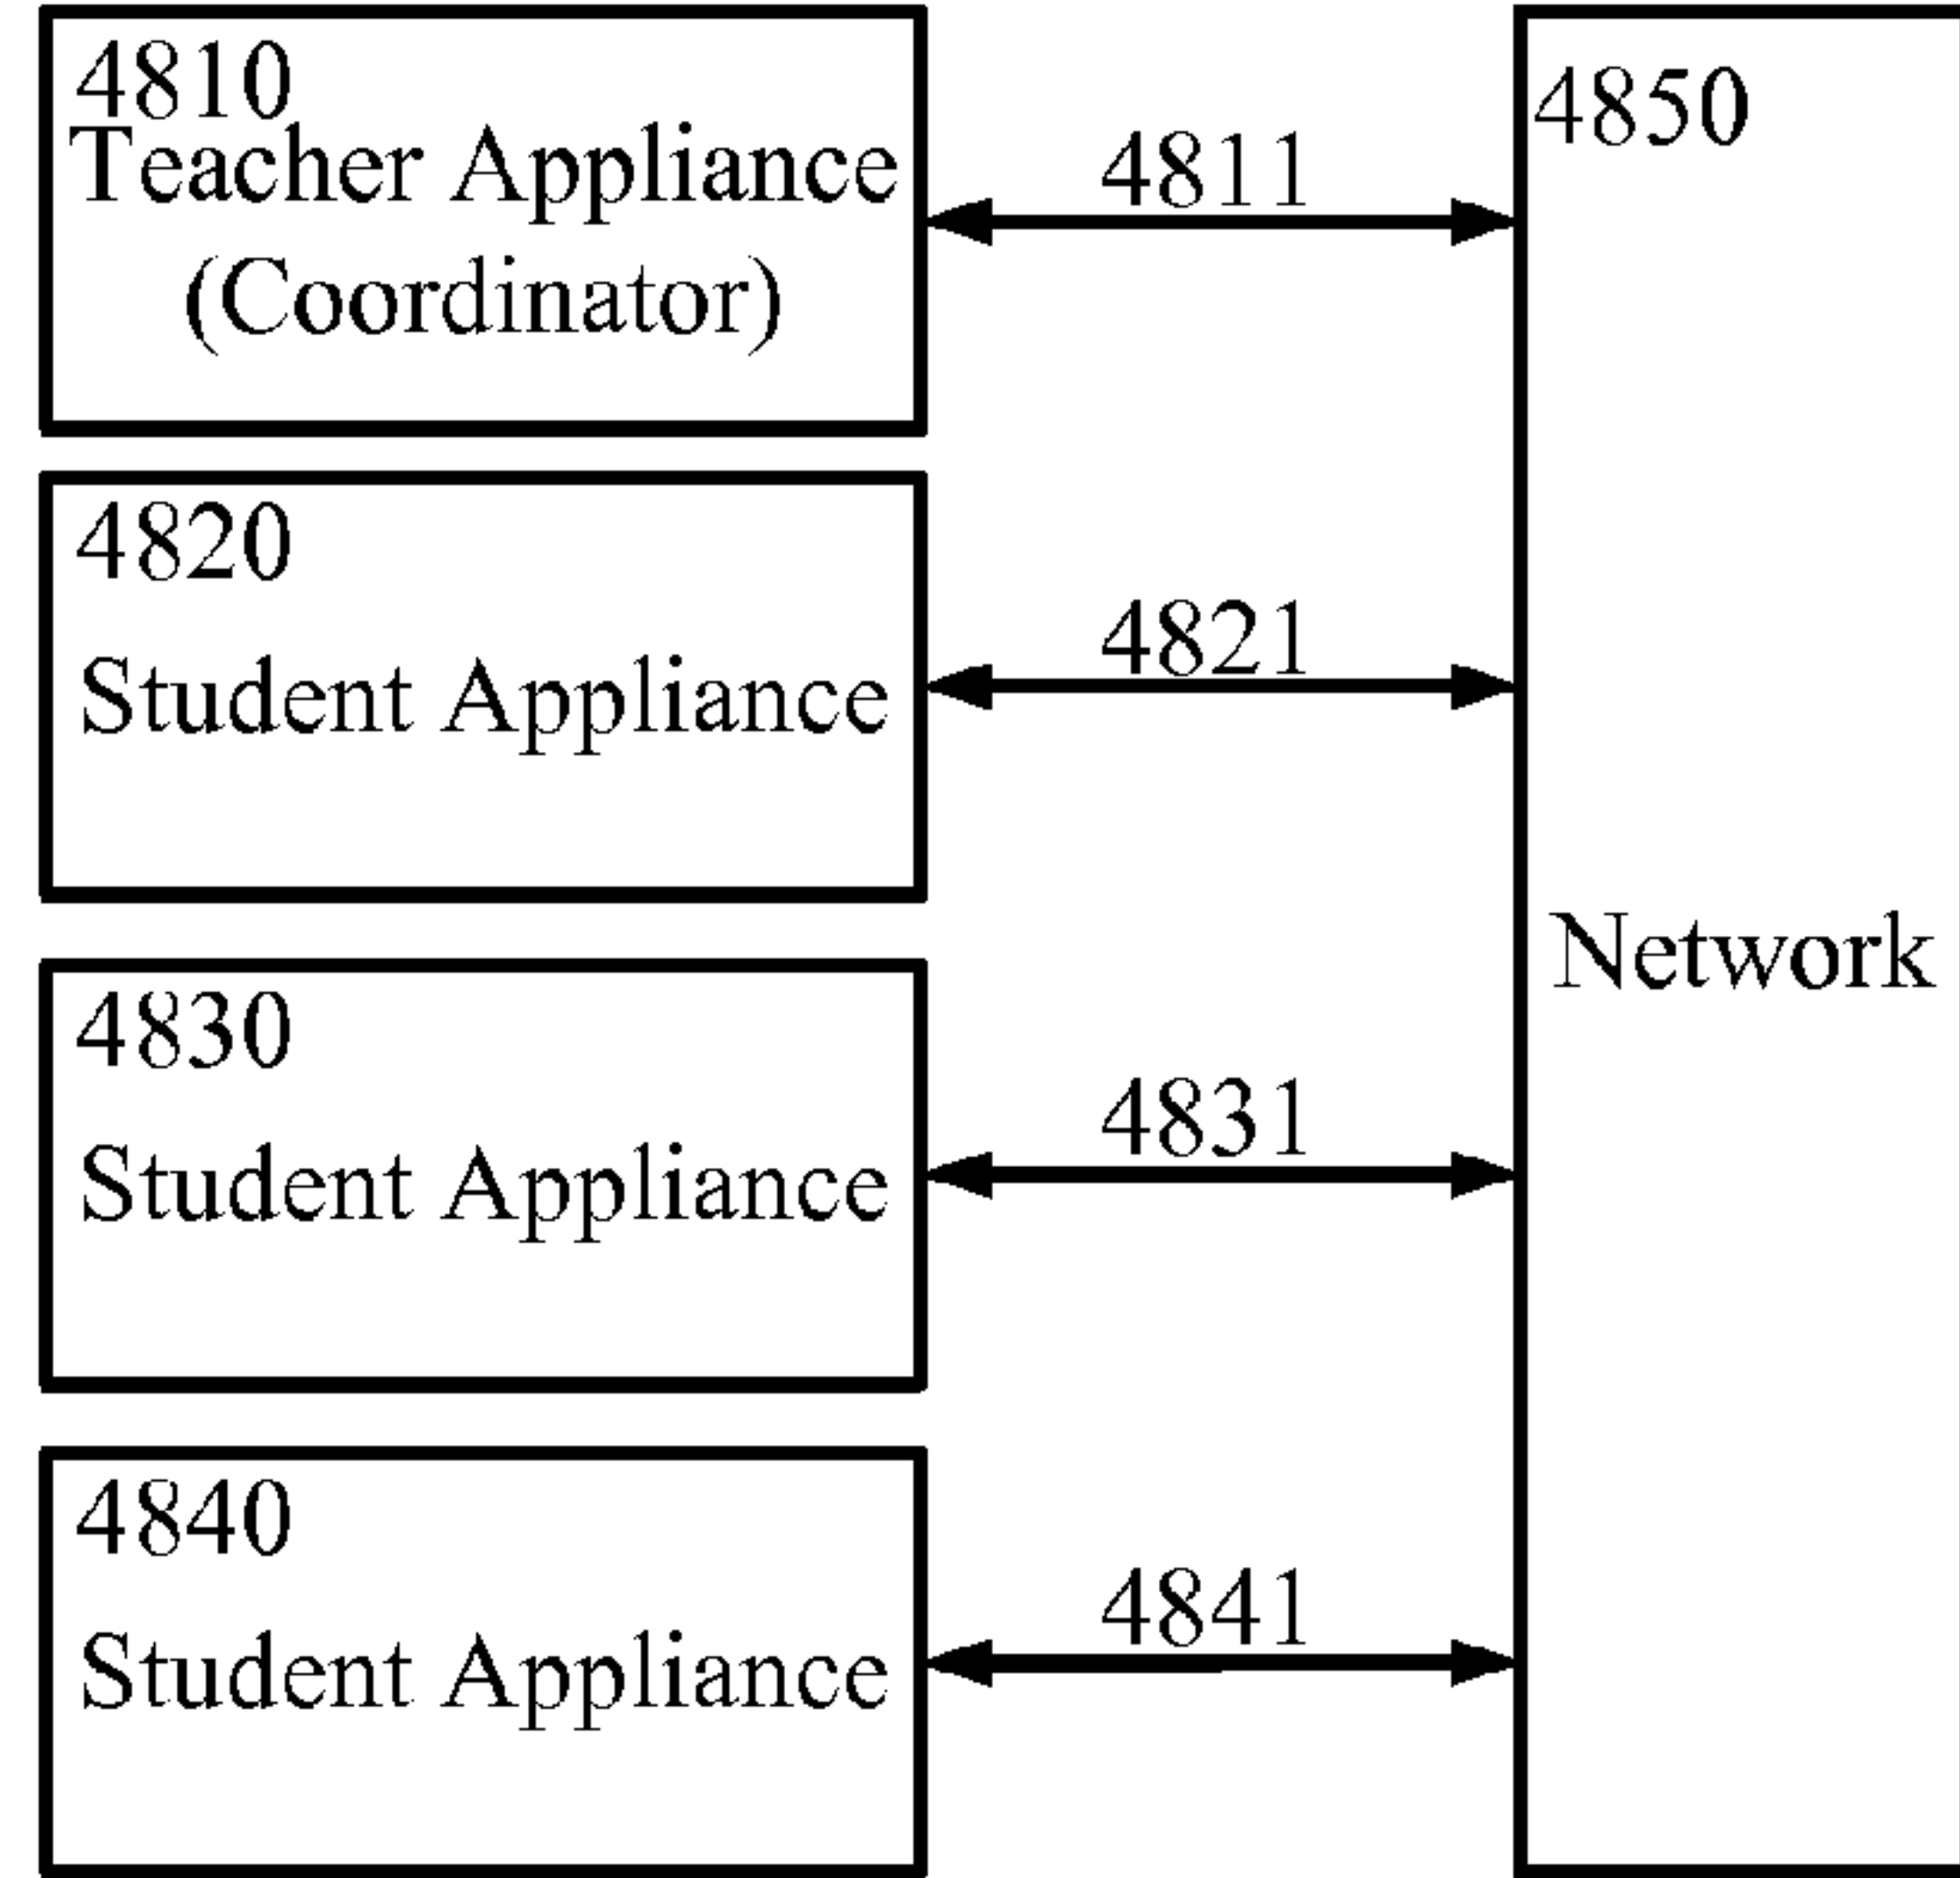 4810
Teacher Appliance
(Coordinator)
4811
4850
4820
Student Appliance
4821
Network
4830
Student Appliance
4831
4840
Student Appliance
4841